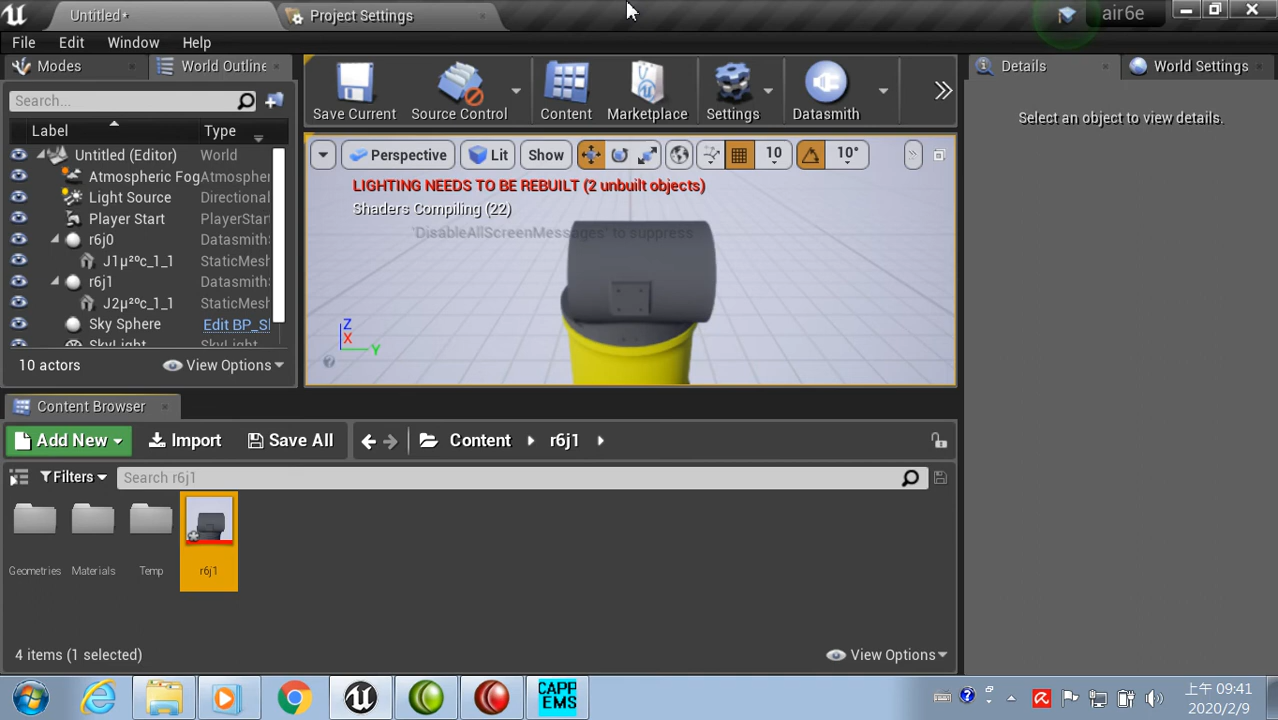 Untitled*
Project Settings
air6e
File Edit Window Help
Modes
World Outline
Search...
Label Type
Untitled (Editor) World
Atmospheric Fog Atmospher
Light Source Directional
Player Start PlayerStar
r6j0 Datasmith
J1µ²ºc_1_1 StaticMesh
r6j1 Datasmith
J2µ²ºc_1_1 StaticMesh
Sky Sphere Edit BP_S
SkyLight SkyLight
10 actors
View Options
Save Current
Source Control
Content
Marketplace
Settings
Datasmith
Perspective
Lit
Show
10
10°
LIGHTING NEEDS TO BE REBUILT (2 unbuilt objects)
Shaders Compiling (22)
'DisableAllScreenMessages' to suppress
Z
X
Y
Details
World Settings
Select an object to view details.
Content Browser
Add New
Import
Save All
Content
r6j1
Filters
Search r6j1
Geometries
Materials
Temp
r6j1
4 items (1 selected)
View Options
CAPP
EMS
上午 09:41
2020/2/9